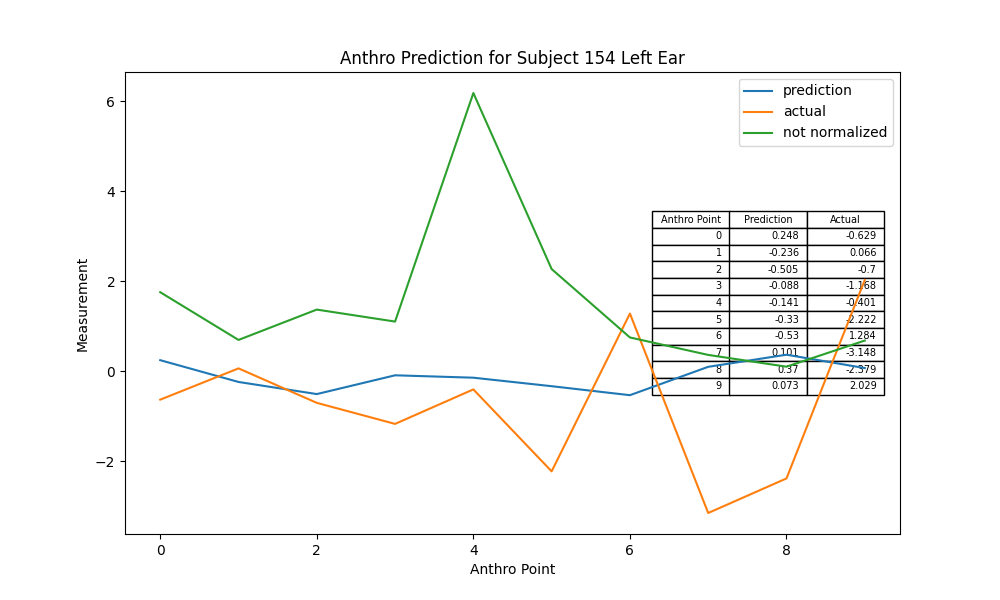 Anthro Prediction for Subject 154 Left Ear
prediction
actual
not normalized
Measurement
6
4
2
0
−2
Anthro Point Prediction Actual
0 0.248 -0.629
1 -0.236 0.066
2 -0.505 -0.7
3 -0.088 -1.168
4 -0.141 -0.401
5 -0.33 -2.222
6 -0.53 1.284
7 0.101 -3.148
8 0.37 -2.379
9 0.073 2.029
0 2 4 6 8
Anthro Point